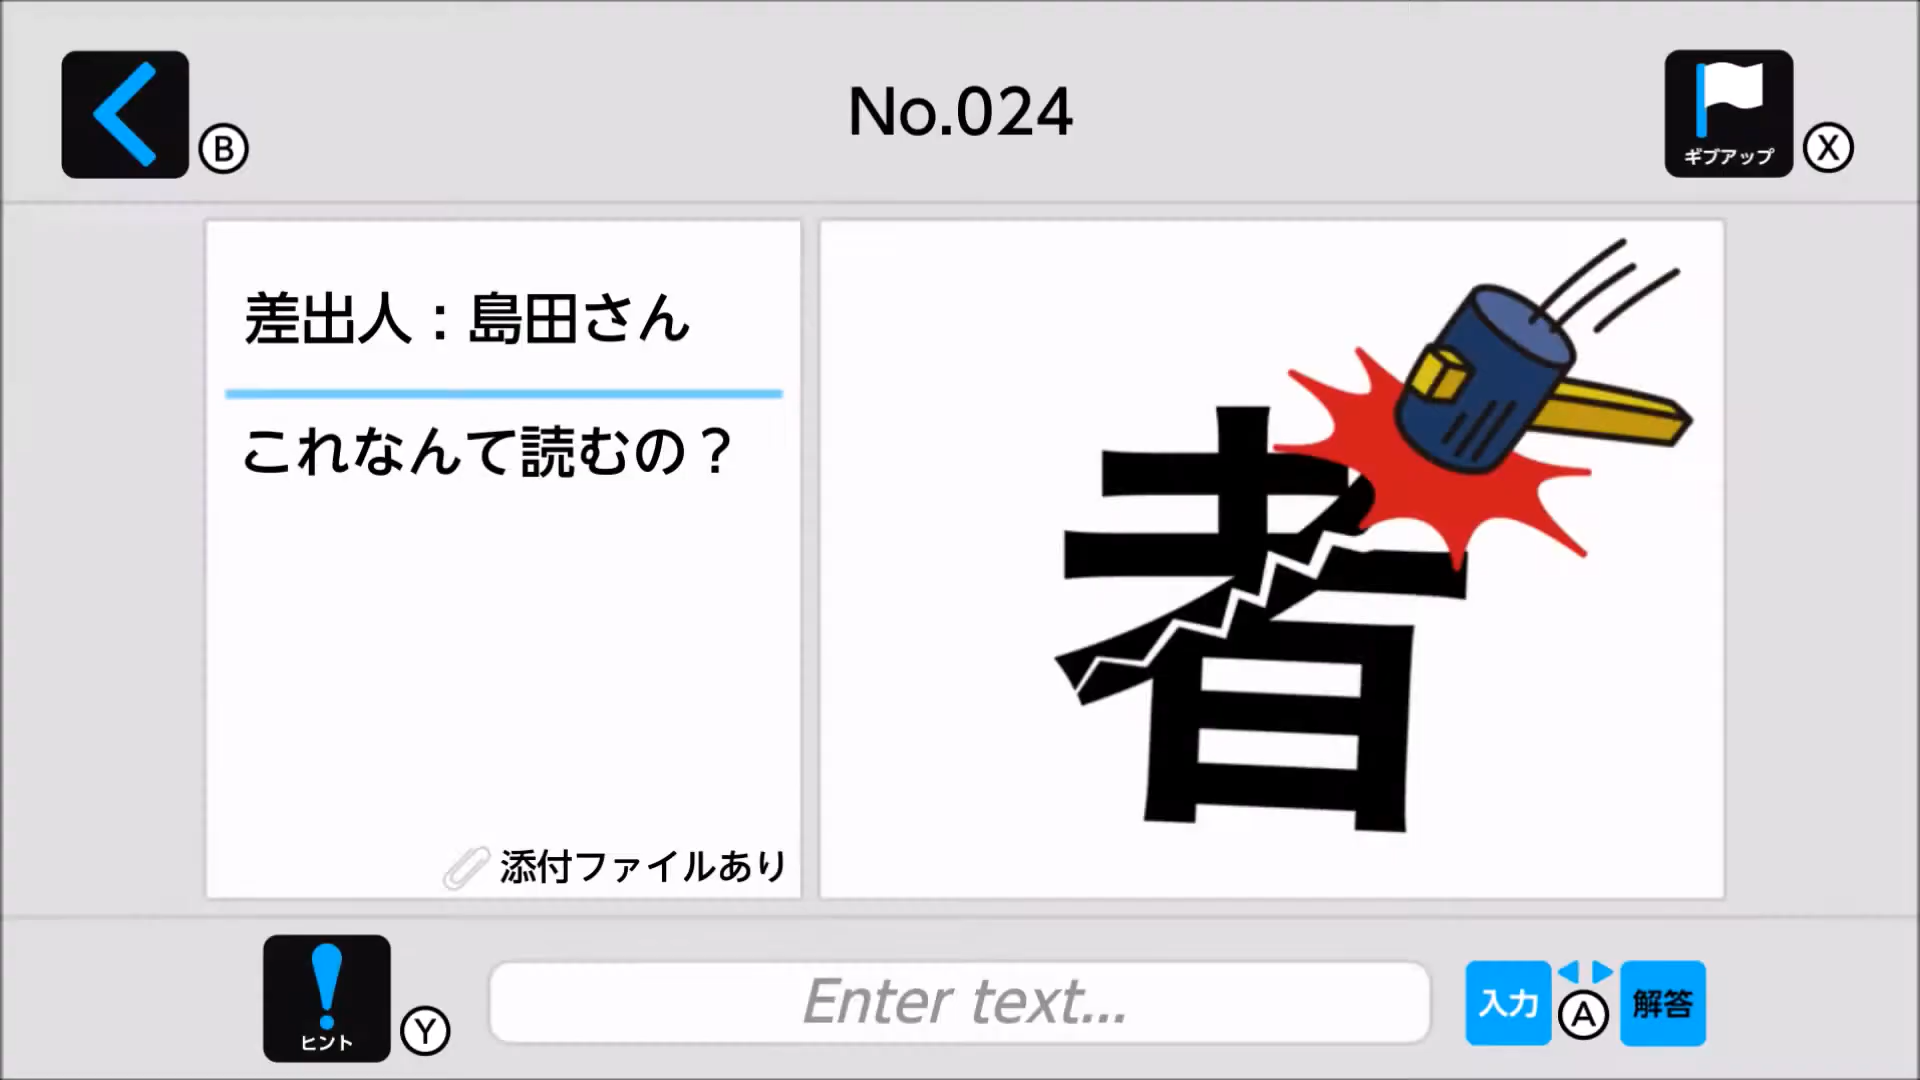 B
No.024
ギブアップ
X
差出人：島田さん
これなんて読むの？
添付ファイルあり
者
ヒント
Y
Enter text...
入力
A
解答